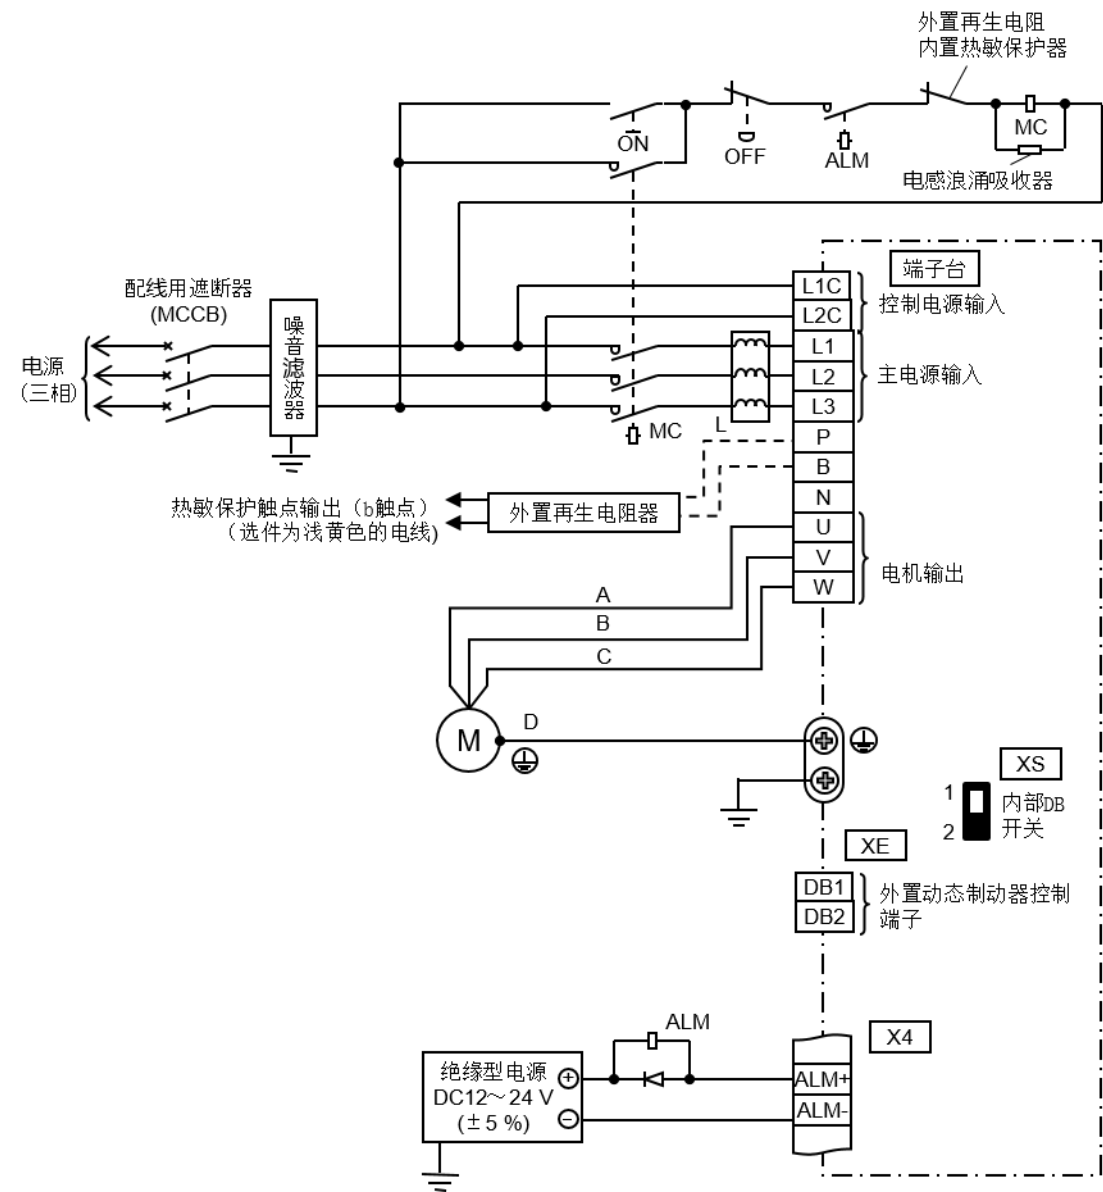 外置再生电阻
内置热敏保护器
ON
OFF
ALM
MC
电感浪涌吸收器
端子台
配线用遮断器
(MCCB)
噪音滤波器
电源
(三相)
L1C
L2C
控制电源输入
L1
L2
L3
主电源输入
MC
L
P
B
N
热敏保护触点输出（b触点）
（选件为浅黄色的电线)
外置再生电阻器
U
V
W
电机输出
A
B
C
D
M
XS
1
2
内部DB
开关
XE
DB1
DB2
外置动态制动器控制
端子
ALM
X4
绝缘型电源
DC12～24 V
(±5 %)
+
−
ALM+
ALM-